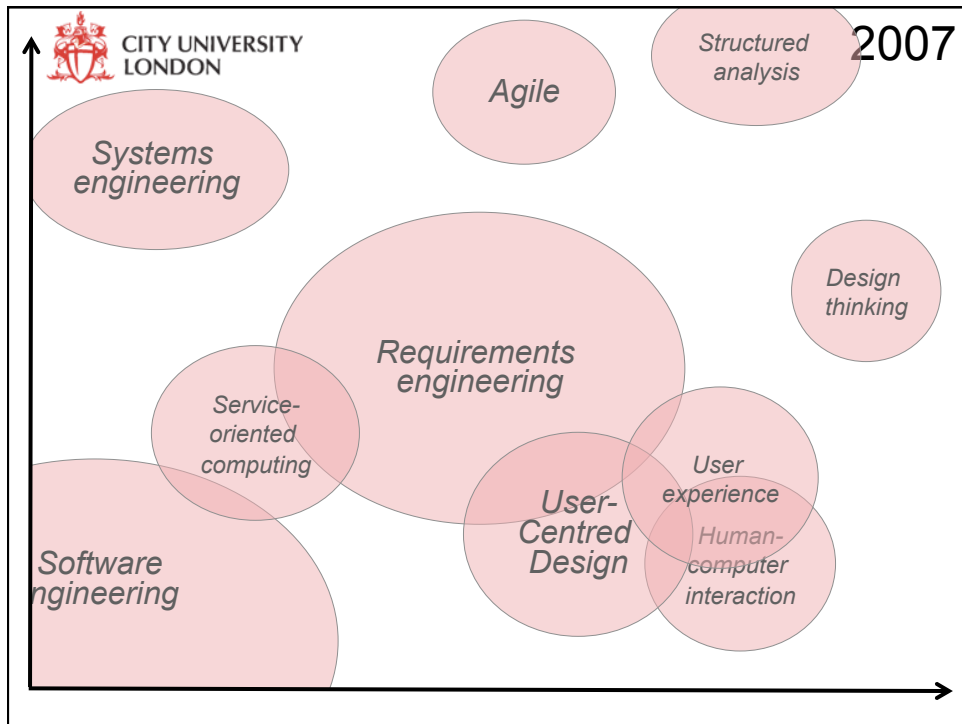 CITY UNIVERSITY
LONDON
2007
Structured
analysis
Agile
Systems
engineering
Design
thinking
Requirements
engineering
Service-
oriented
computing
User
experience
User-
Centred
Design
Human-
computer
interaction
Software
ngineering